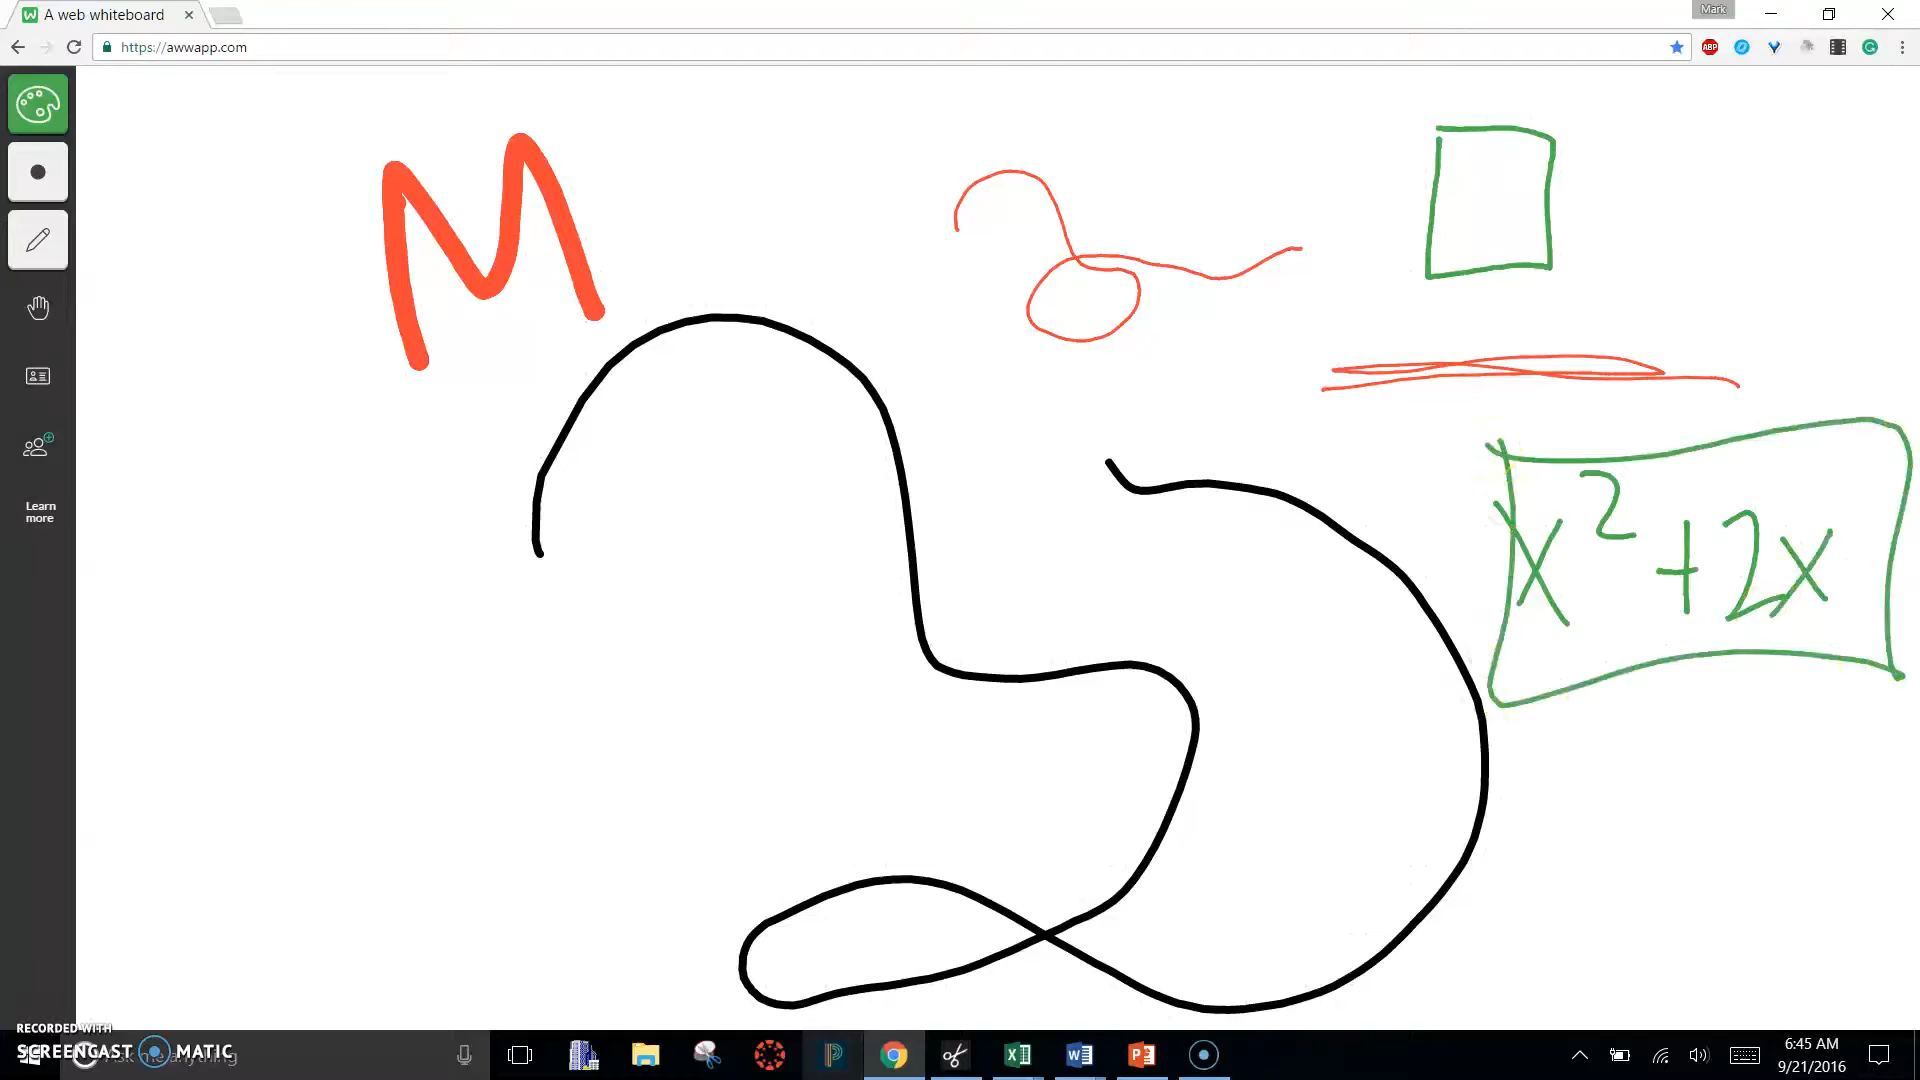 A web whiteboard
Mark
https://awwapp.com
ABP
M
x² + 2x
Learn
more
RECORDED WITH
SCREENCAST MATIC
6:45 AM
9/21/2016